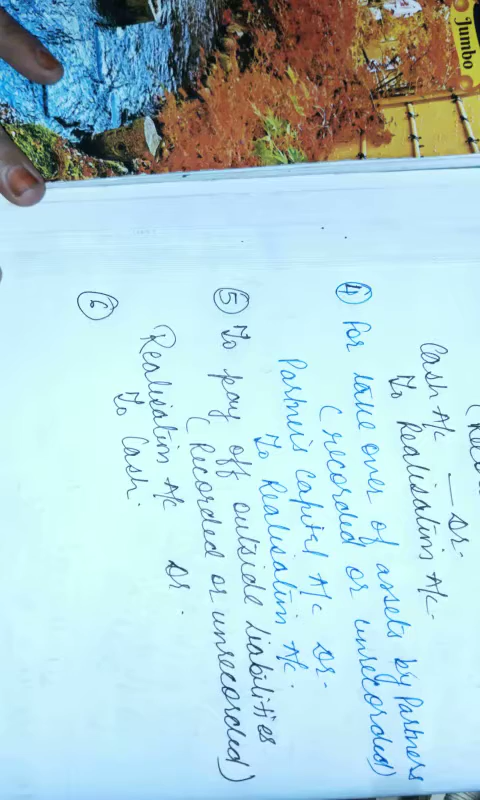 Jumbo
Cash A/c — Dr.
To Realisation A/c
④ For take over of assets by Partners
(recorded or unrecorded)
Partner's Capital A/c Dr.
To Realisation A/c
⑤ To pay off outside liabilities
(Recorded or unrecorded)
Realisation A/c Dr.
To Cash.
⑥